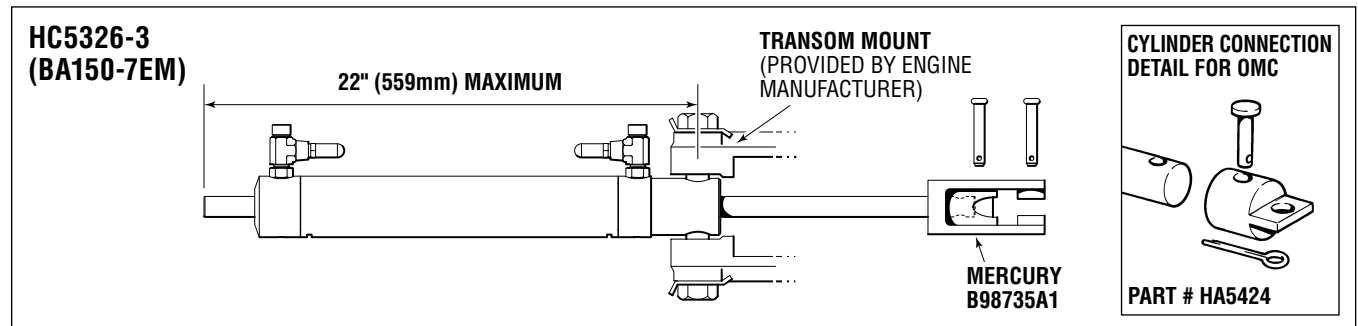 HC5326-3
(BA150-7EM)
22" (559mm) MAXIMUM
TRANSOM MOUNT
(PROVIDED BY ENGINE
MANUFACTURER)
MERCURY
B98735A1
CYLINDER CONNECTION
DETAIL FOR OMC
PART # HA5424